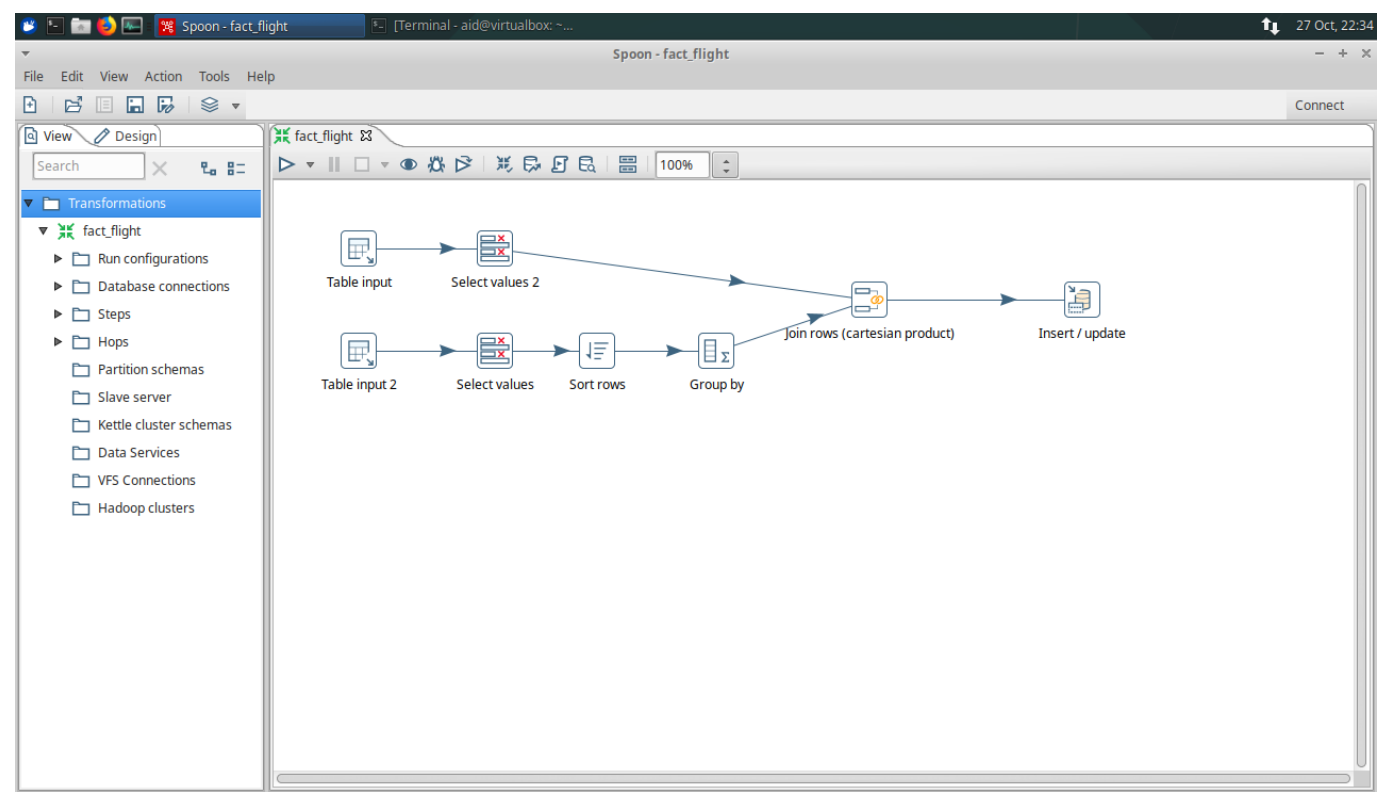 Spoon - fact_flight
[Terminal - aid@virtualbox: ~...
27 Oct, 22:34
Spoon - fact_flight
File Edit View Action Tools Help
Connect
View
Design
fact_flight
Search
100%
Transformations
fact_flight
Run configurations
Database connections
Steps
Hops
Partition schemas
Slave server
Kettle cluster schemas
Data Services
VFS Connections
Hadoop clusters
Table input
Select values 2
Join rows (cartesian product)
Insert / update
Table input 2
Select values
Sort rows
Group by